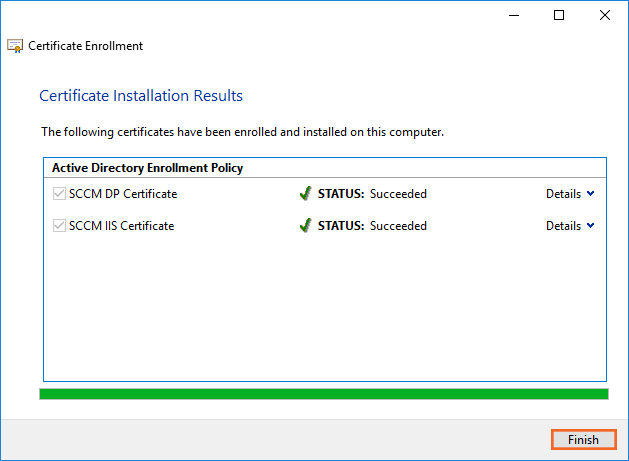 Certificate Enrollment
Certificate Installation Results
The following certificates have been enrolled and installed on this computer.
Active Directory Enrollment Policy
SCCM DP Certificate STATUS: Succeeded Details
SCCM IIS Certificate STATUS: Succeeded Details
Finish